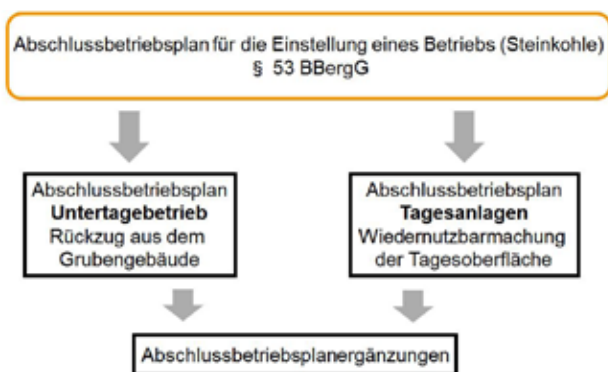 Abschlussbetriebsplan für die Einstellung eines Betriebs (Steinkohle)
§ 53 BBergG
Abschlussbetriebsplan
Untertagebetrieb
Rückzug aus dem
Grubengebäude
Abschlussbetriebsplan
Tagesanlagen
Wiedernutzbarmachung
der Tagesoberfläche
Abschlussbetriebsplanergänzungen